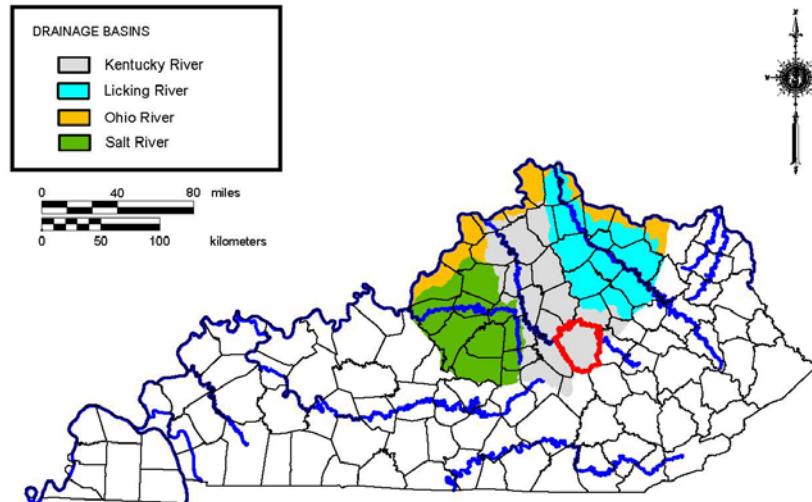 DRAINAGE BASINS
Kentucky River
Licking River
Ohio River
Salt River
0 40 80 miles
0 50 100 kilometers